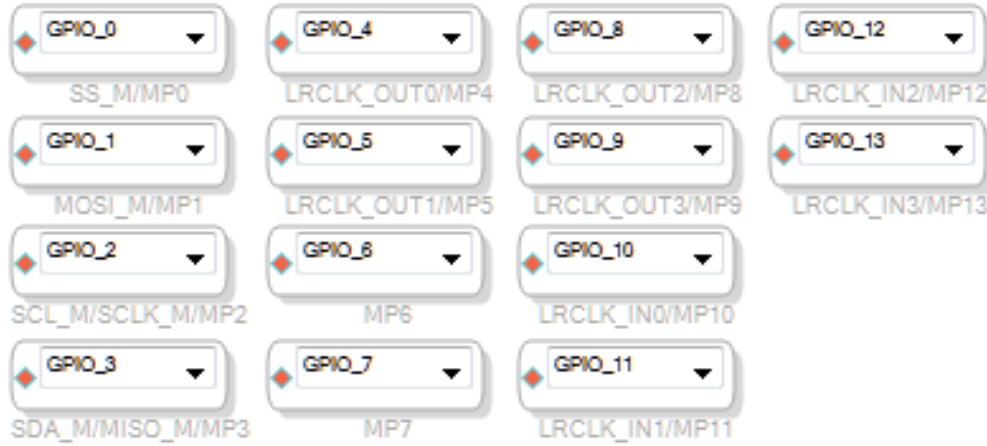 GPIO_0 GPIO_4 GPIO_8 GPIO_12
SS_M/MP0 LRCLK_OUT0/MP4 LRCLK_OUT2/MP8 LRCLK_IN2/MP12
GPIO_1 GPIO_5 GPIO_9 GPIO_13
MOSI_M/MP1 LRCLK_OUT1/MP5 LRCLK_OUT3/MP9 LRCLK_IN3/MP13
GPIO_2 GPIO_6 GPIO_10
SCL_M/SCLK_M/MP2 MP6 LRCLK_IN0/MP10
GPIO_3 GPIO_7 GPIO_11
SDA_M/MISO_M/MP3 MP7 LRCLK_IN1/MP11